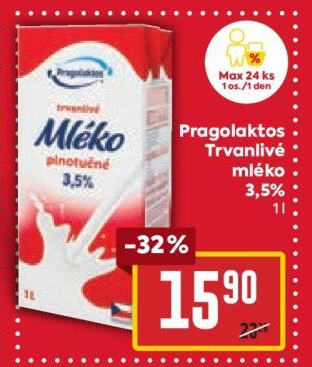 %
Max 24 ks
1 os./1 den
Pragolaktos
trvanlivé
Mléko
plnotučné
3,5%
1L
Pragolaktos
Trvanlivé
mléko
3,5%
1 l
-32%
15 90